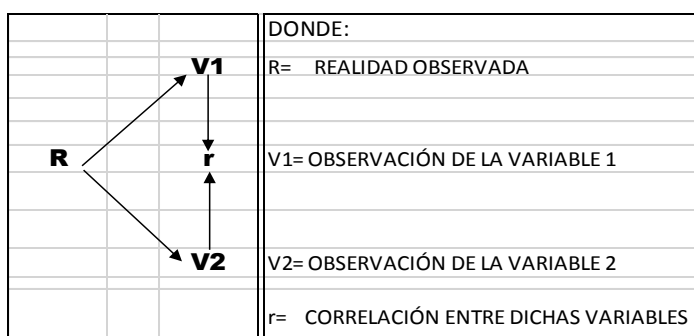 DONDE:
V1 R= REALIDAD OBSERVADA
R r V1= OBSERVACIÓN DE LA VARIABLE 1
V2 V2= OBSERVACIÓN DE LA VARIABLE 2
r= CORRELACIÓN ENTRE DICHAS VARIABLES